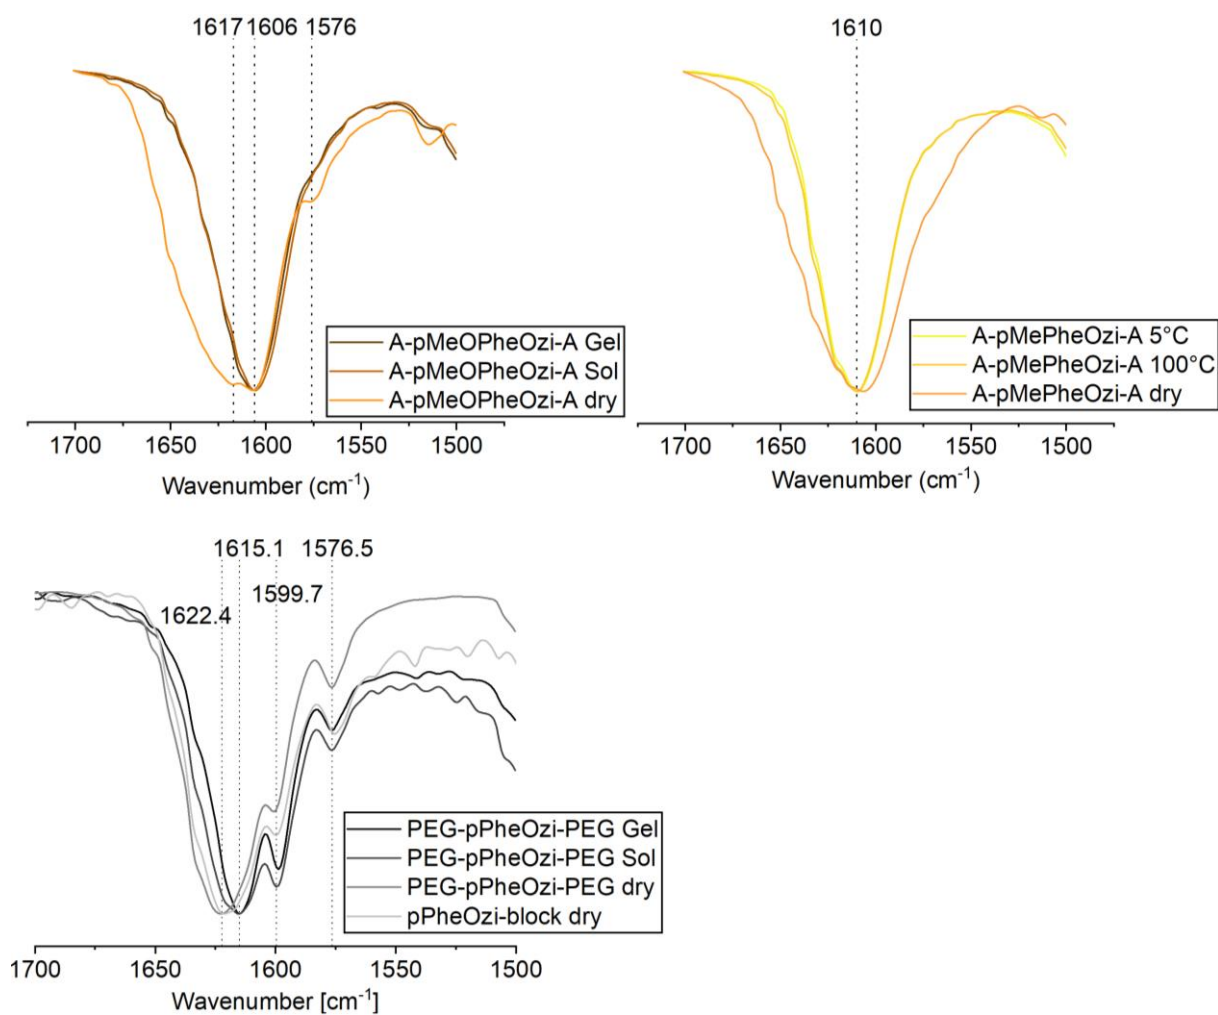 1617 1606 1576
A-pMeOPheOzi-A Gel
A-pMeOPheOzi-A Sol
A-pMeOPheOzi-A dry
1700 1650 1600 1550 1500
Wavenumber (cm⁻¹)
1610
A-pMePheOzi-A 5°C
A-pMePheOzi-A 100°C
A-pMePheOzi-A dry
1700 1650 1600 1550 1500
Wavenumber (cm⁻¹)
1615.1 1576.5
1622.4 1599.7
PEG-pPheOzi-PEG Gel
PEG-pPheOzi-PEG Sol
PEG-pPheOzi-PEG dry
pPheOzi-block dry
1700 1650 1600 1550 1500
Wavenumber [cm⁻¹]